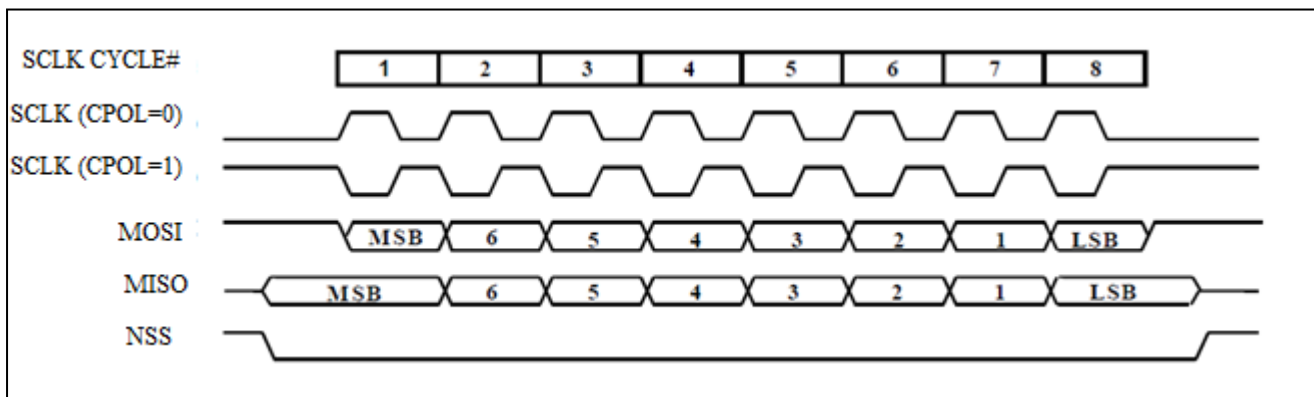 SCLK CYCLE# 1 2 3 4 5 6 7 8
SCLK (CPOL=0)
SCLK (CPOL=1)
MOSI MSB 6 5 4 3 2 1 LSB
MISO MSB 6 5 4 3 2 1 LSB
NSS